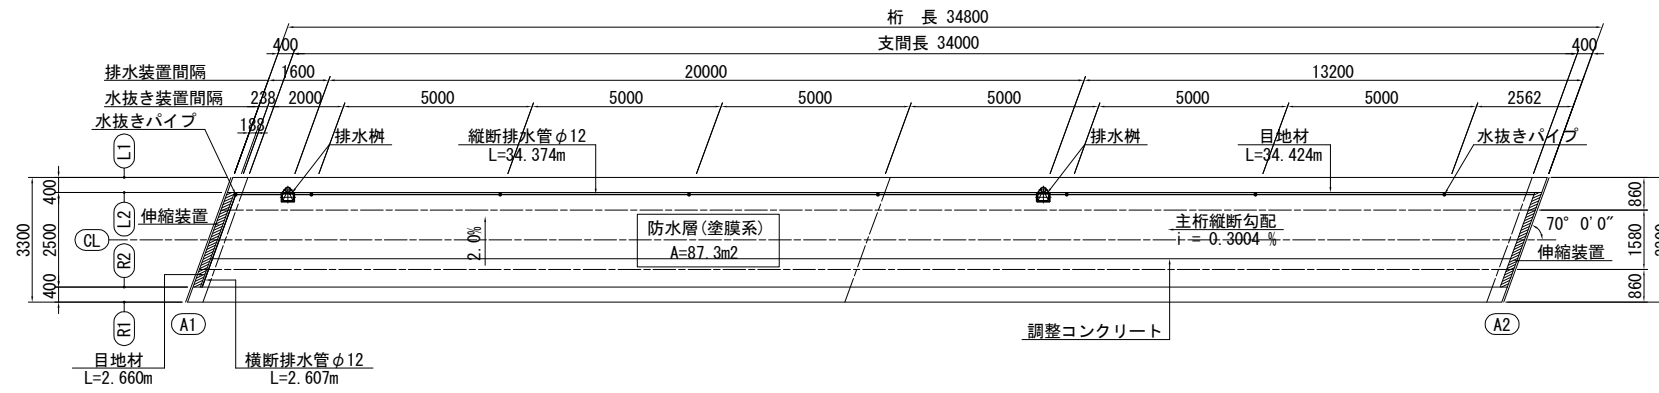 桁　長 34800
400
支間長 34000
400
排水装置間隔
1600
20000
13200
水抜き装置間隔
238
2000
5000
5000
5000
5000
5000
5000
2562
水抜きパイプ
188
排水桝
縦断排水管φ12
L=34.374m
排水桝
目地材
L=34.424m
水抜きパイプ
L1
L2
CL
R2
R1
3300
400
2500
400
伸縮装置
2.0%
防水層(塗膜系)
A=87.3m2
主桁縦断勾配
i = 0.3004 %
70° 0'0"
伸縮装置
860
1580
860
A1
A2
調整コンクリート
目地材
L=2.660m
横断排水管φ12
L=2.607m